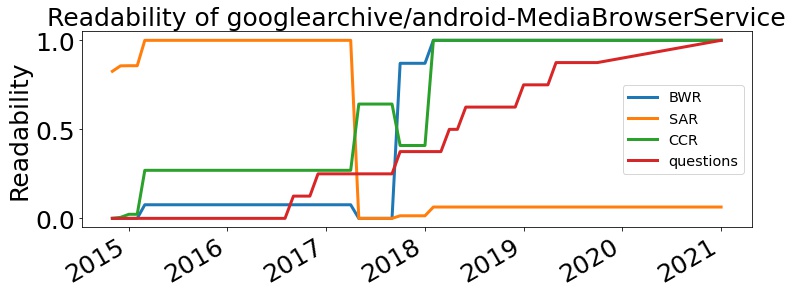 Readability of googlearchive/android-MediaBrowserService
Readability
1.0
0.5
0.0
BWR
SAR
CCR
questions
2015
2016
2017
2018
2019
2020
2021